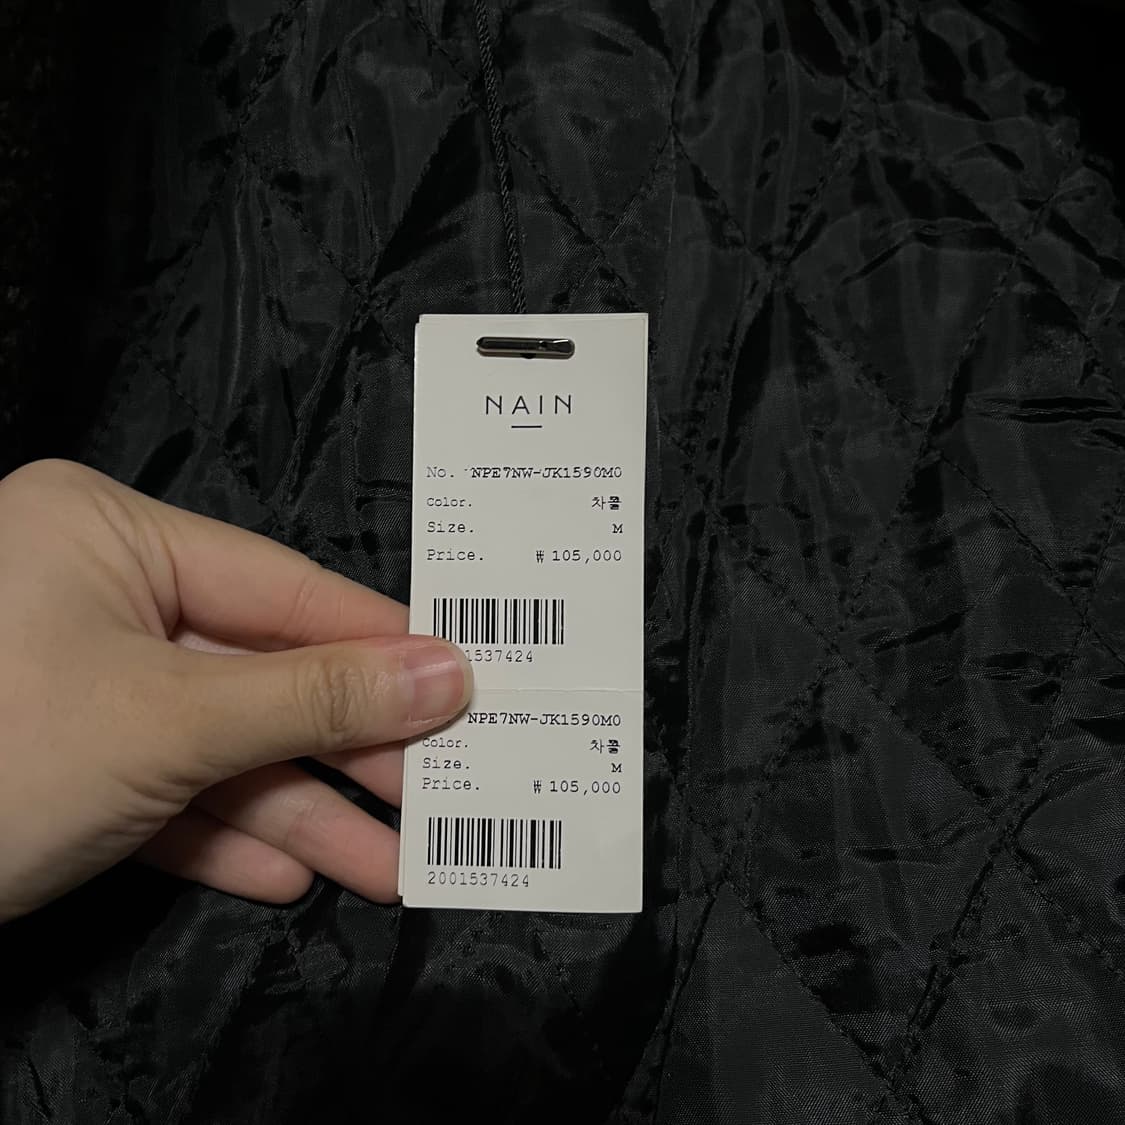 NAIN
No. NPE7NW-JK1590M0
Color. 차콜
Size. M
Price. ₩ 105,000
1537424
NPE7NW-JK1590M0
Color. 차콜
Size. M
Price. ₩ 105,000
2001537424